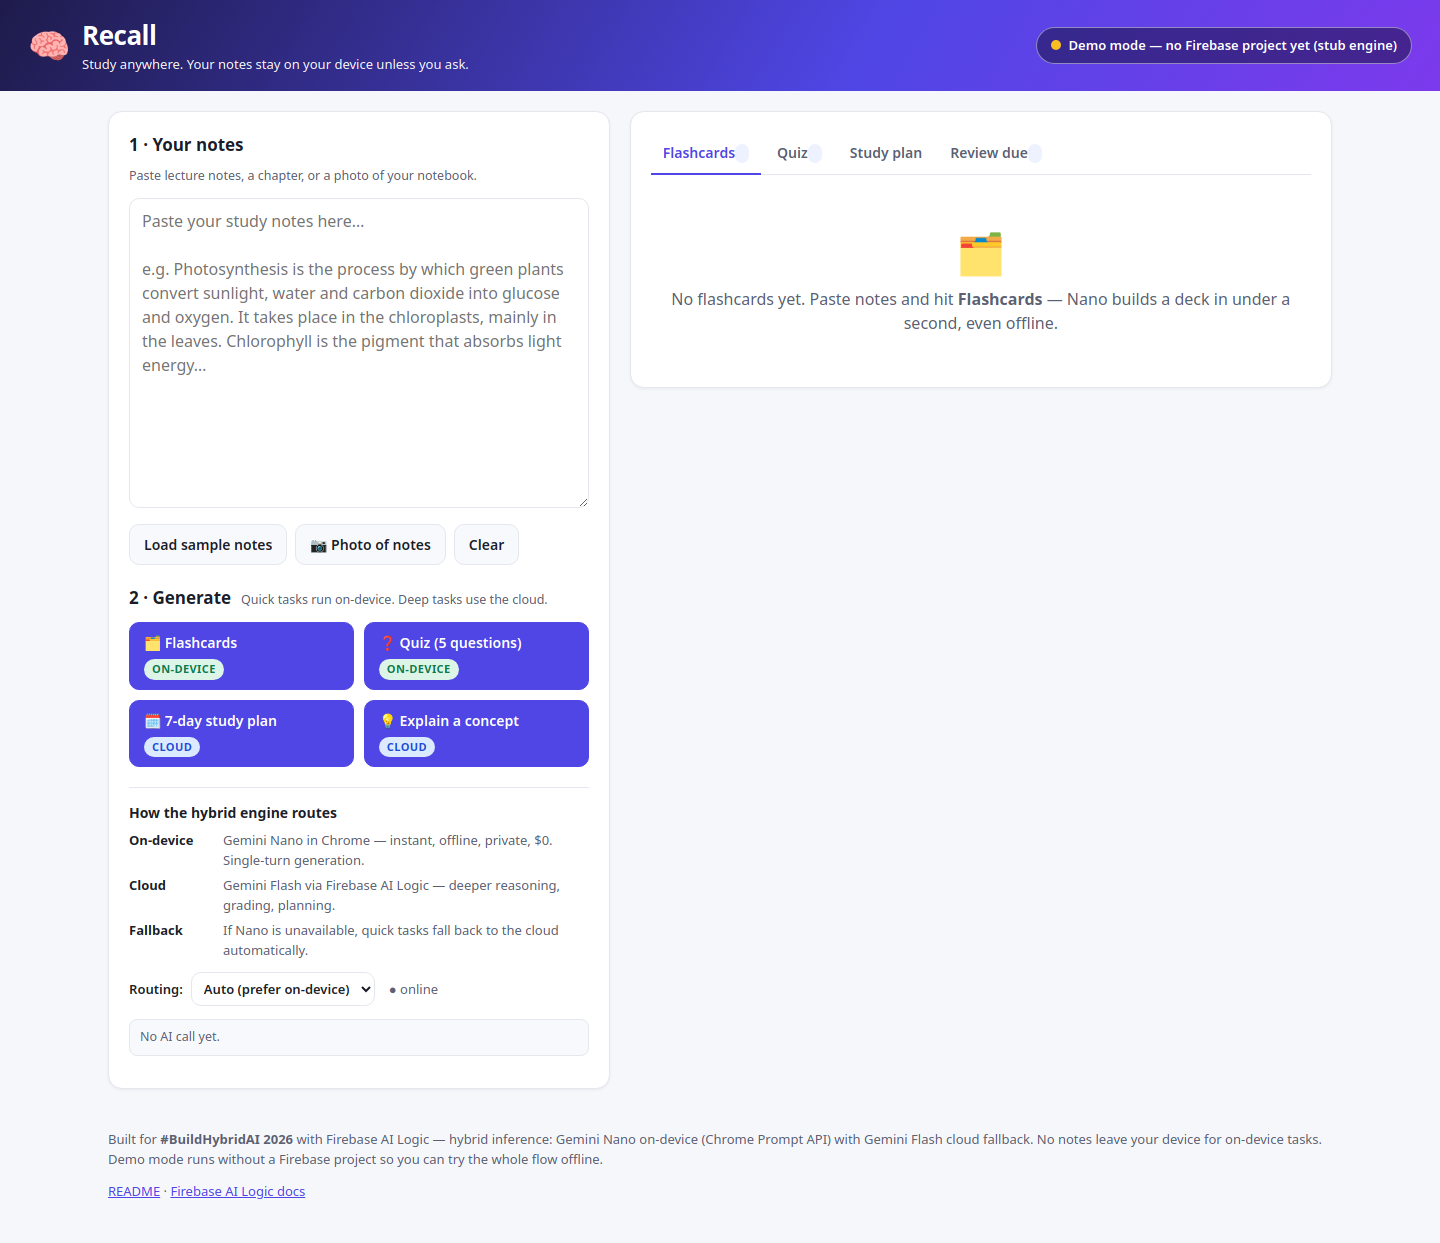 Recall
Study anywhere. Your notes stay on your device unless you ask.
Demo mode — no Firebase project yet (stub engine)
1 · Your notes
Paste lecture notes, a chapter, or a photo of your notebook.
Paste your study notes here...
e.g. Photosynthesis is the process by which green plants
convert sunlight, water and carbon dioxide into glucose
and oxygen. It takes place in the chloroplasts, mainly in
the leaves. Chlorophyll is the pigment that absorbs light
energy...
Load sample notes
Photo of notes
Clear
2 · Generate
Quick tasks run on-device. Deep tasks use the cloud.
Flashcards
ON-DEVICE
Quiz (5 questions)
ON-DEVICE
7-day study plan
CLOUD
Explain a concept
CLOUD
How the hybrid engine routes
On-device
Gemini Nano in Chrome — instant, offline, private, $0.
Single-turn generation.
Cloud
Gemini Flash via Firebase AI Logic — deeper reasoning,
grading, planning.
Fallback
If Nano is unavailable, quick tasks fall back to the cloud
automatically.
Routing:
Auto (prefer on-device)
● online
No AI call yet.
Flashcards
Quiz
Study plan
Review due
No flashcards yet. Paste notes and hit Flashcards — Nano builds a deck in under a
second, even offline.
Built for #BuildHybridAI 2026 with Firebase AI Logic — hybrid inference: Gemini Nano on-device (Chrome Prompt API) with Gemini Flash cloud fallback. No notes leave your device for on-device tasks.
Demo mode runs without a Firebase project so you can try the whole flow offline.
README · Firebase AI Logic docs